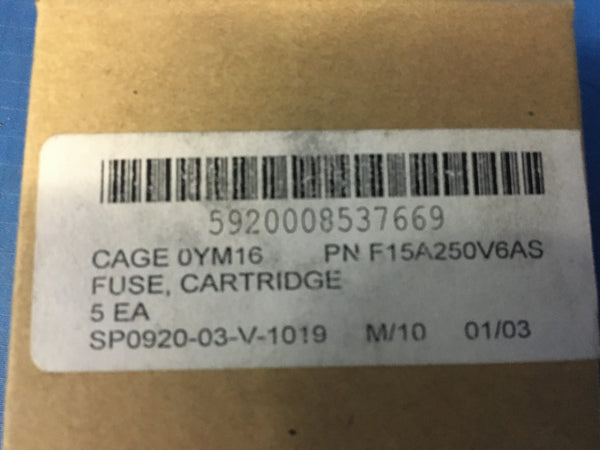 5920008537669
CAGE 0YM16 PN F15A250V6AS
FUSE, CARTRIDGE
5 EA
SP0920-03-V-1019 M/10 01/03